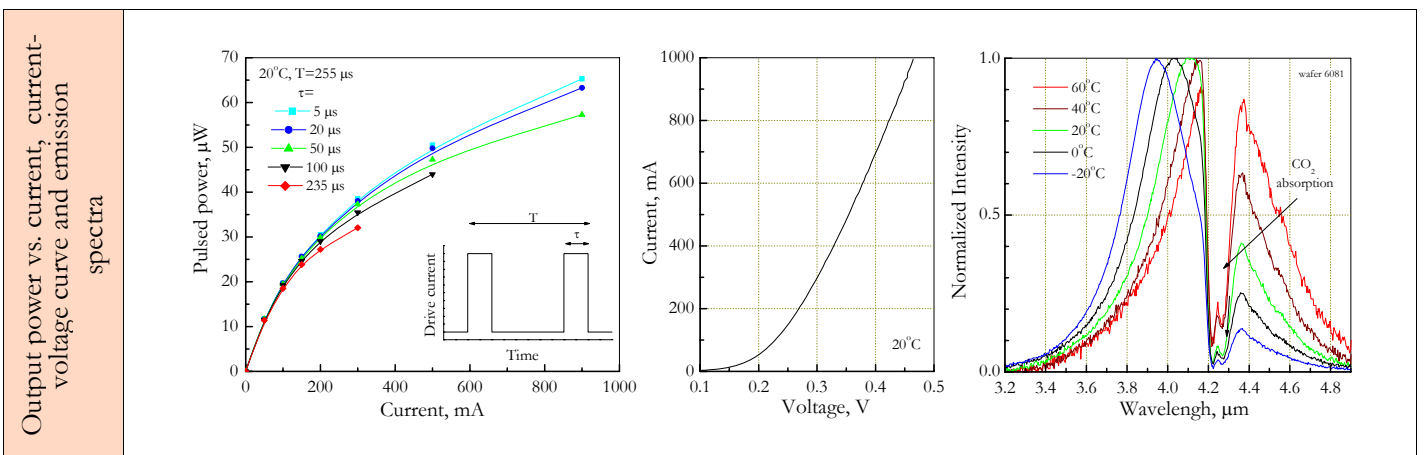 Output power vs. current, current-
voltage curve and emission
spectra
70
60
50
40
30
20
10
0
Pulsed power, µW
20°C, T=255 µs
τ=
5 µs
20 µs
50 µs
100 µs
235 µs
T
τ
Drive current
Time
0 200 400 600 800 1000
Current, mA
1000
800
600
400
200
0
Current, mA
20°C
0.1 0.2 0.3 0.4 0.5
Voltage, V
1.0
0.5
0.0
Normalized Intensity
wafer 6081
60°C
40°C
20°C
0°C
-20°C
CO2
absorption
3.2 3.4 3.6 3.8 4.0 4.2 4.4 4.6 4.8
Wavelengh, µm